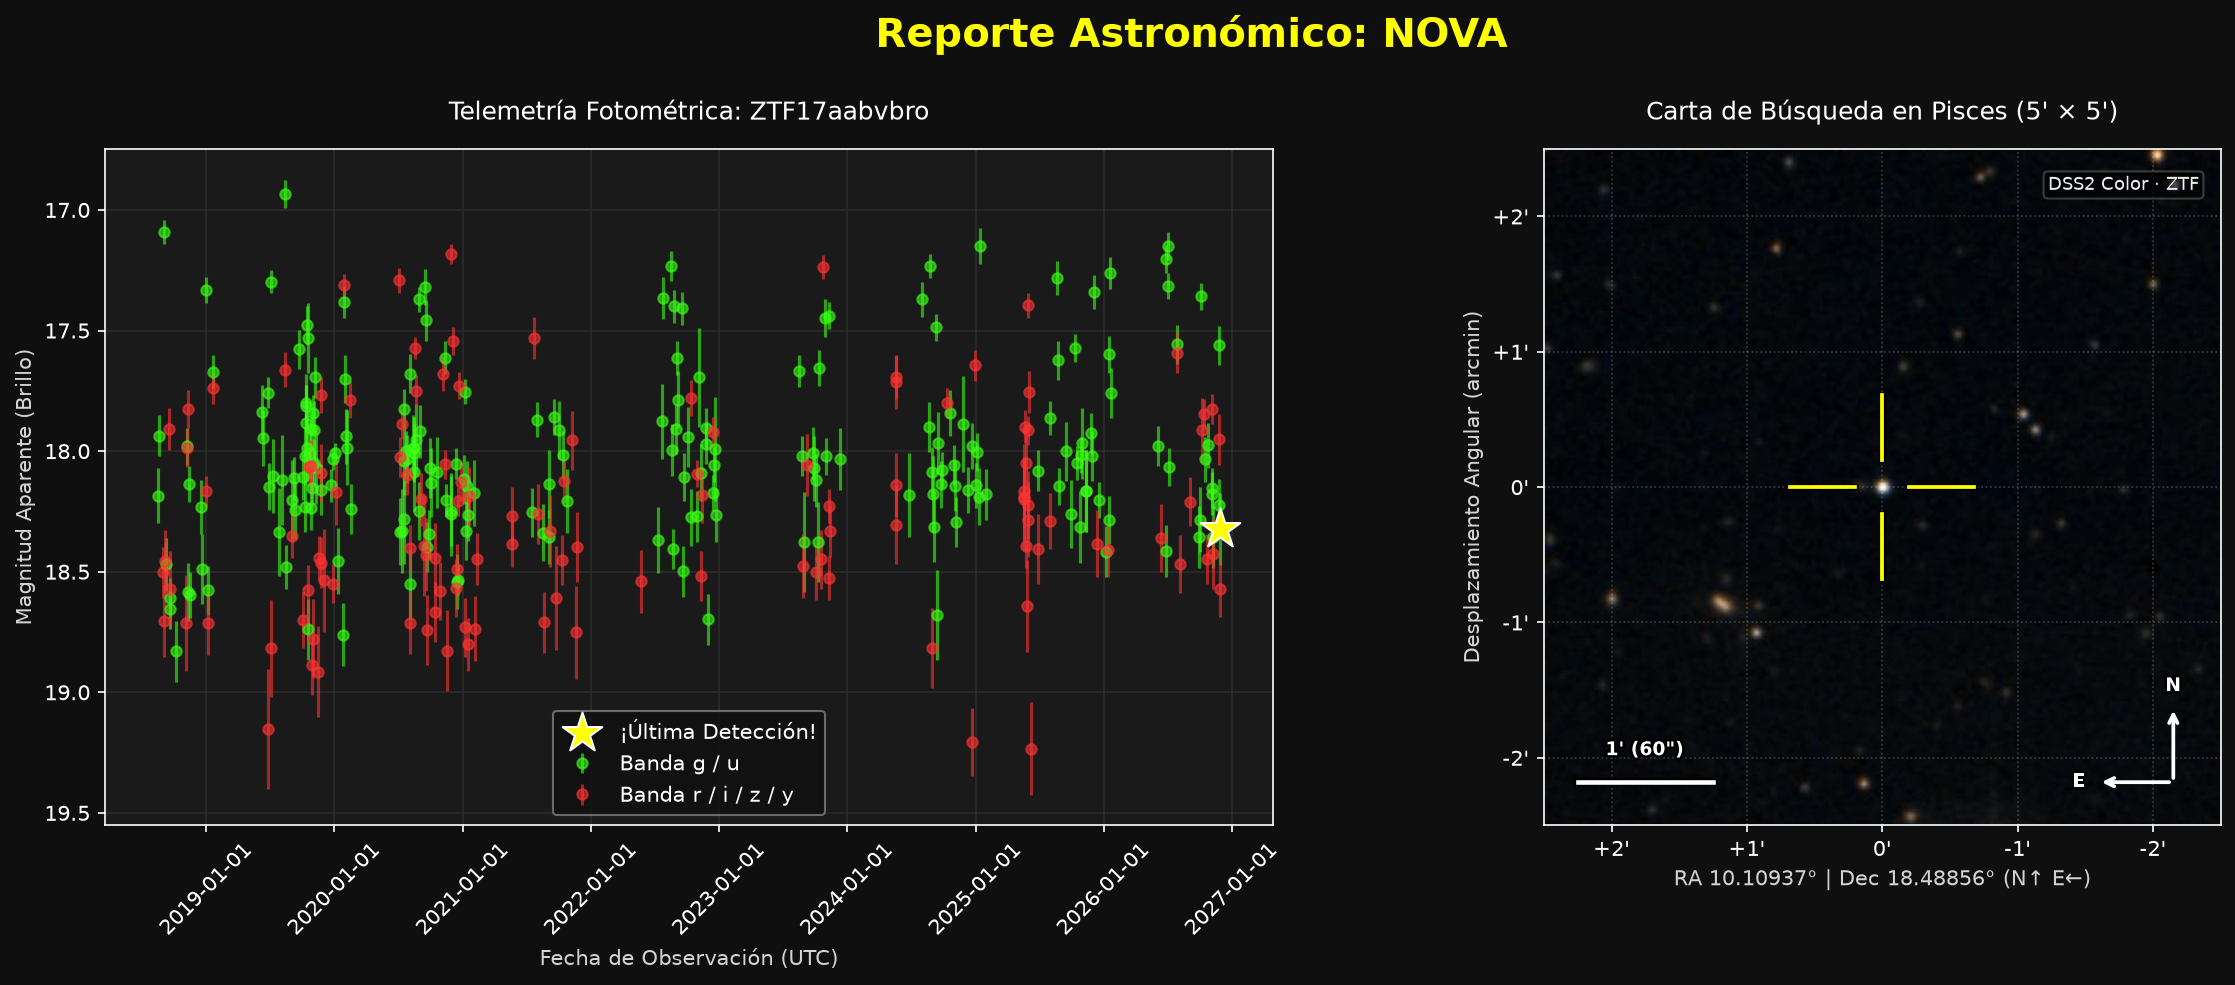 Reporte Astronómico: NOVA
Telemetría Fotométrica: ZTF17aabvbro
Magnitud Aparente (Brillo)
17.0
17.5
18.0
18.5
19.0
19.5
¡Última Detección!
Banda g / u
Banda r / i / z / y
2019-01-01
2020-01-01
2021-01-01
2022-01-01
2023-01-01
2024-01-01
2025-01-01
2026-01-01
2027-01-01
Fecha de Observación (UTC)
Carta de Búsqueda en Pisces (5' × 5')
DSS2 Color · ZTF
Desplazamiento Angular (arcmin)
+2'
+1'
0'
-1'
-2'
N
E
1' (60")
+2'
+1'
0'
-1'
-2'
RA 10.10937° | Dec 18.48856° (N↑ E←)